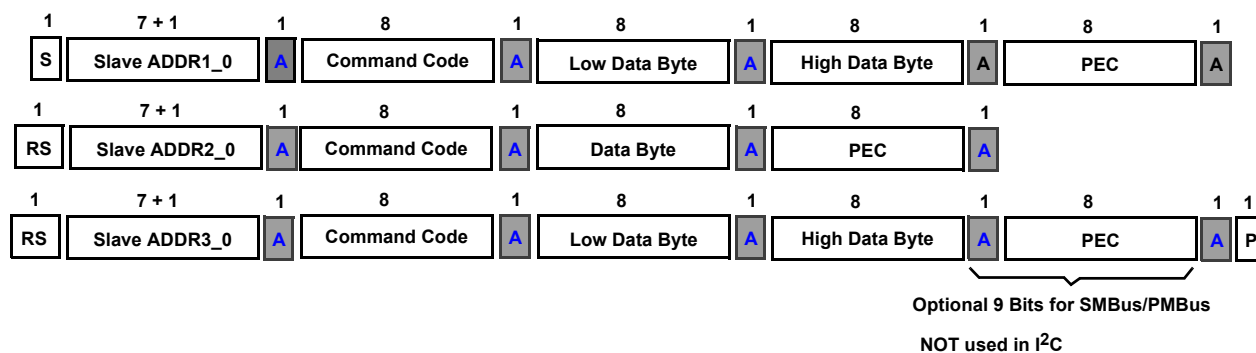 1 7 + 1 1 8 1 8 1 8 1 8 1
S Slave ADDR1_0 A Command Code A Low Data Byte A High Data Byte A PEC A
1 7 + 1 1 8 1 8 1 8 1
RS Slave ADDR2_0 A Command Code A Data Byte A PEC A
1 7 + 1 1 8 1 8 1 8 1 8 1 1
RS Slave ADDR3_0 A Command Code A Low Data Byte A High Data Byte A PEC A P
Optional 9 Bits for SMBus/PMBus
NOT used in I²C